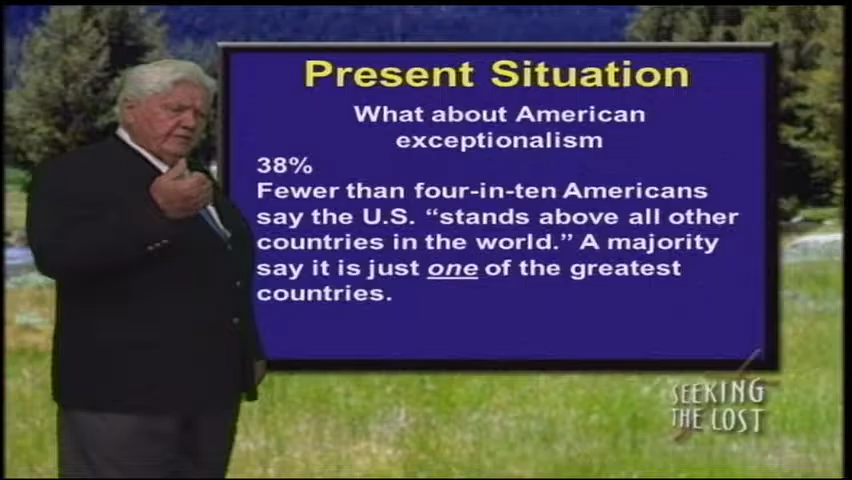 Present Situation
What about American
exceptionalism
38%
Fewer than four-in-ten Americans
say the U.S. “stands above all other
countries in the world.” A majority
say it is just one of the greatest
countries.
SEEKING
THE LOST